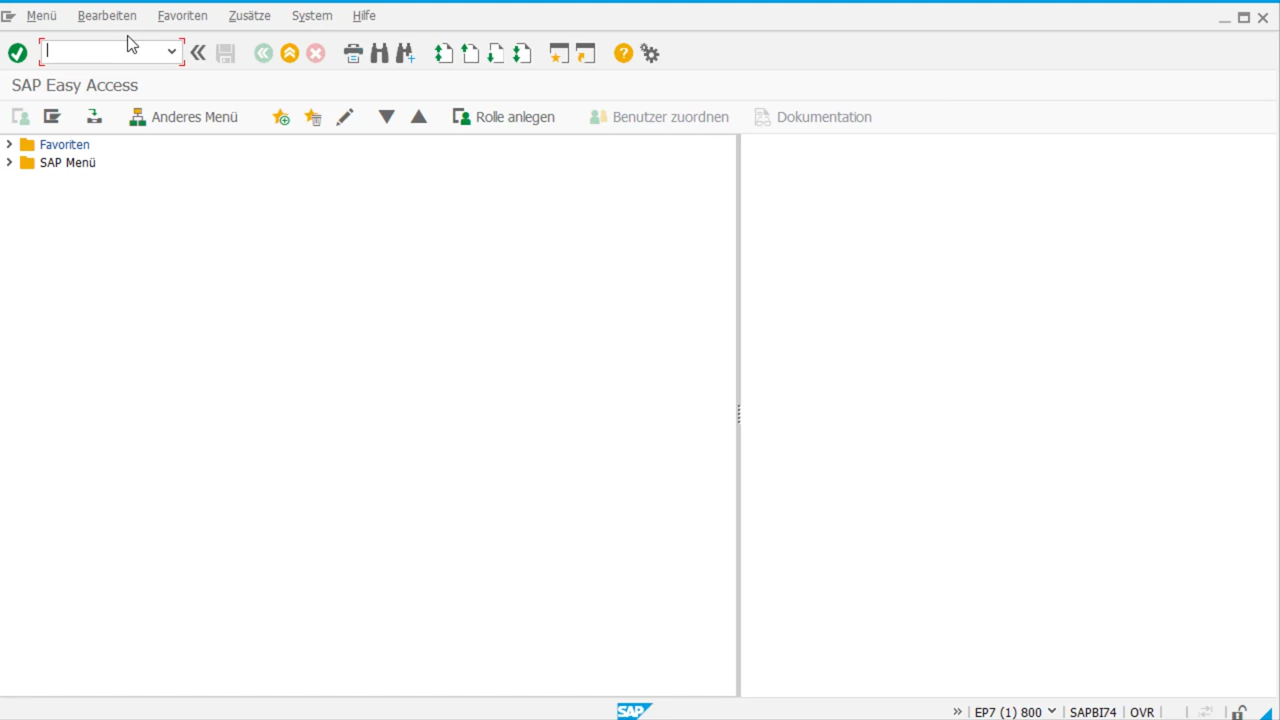 Menü Bearbeiten Favoriten Zusätze System Hilfe
SAP Easy Access
Anderes Menü Rolle anlegen Benutzer zuordnen Dokumentation
Favoriten
SAP Menü
SAP EP7 (1) 800 SAPBI74 OVR